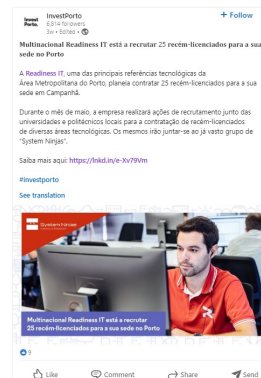 Invest
Porto.
InvestPorto
6,814 followers
3w • Edited •
+ Follow
Multinacional Readiness IT está a recrutar 25 recém-licenciados para a sua
sede no Porto
A Readiness IT, uma das principais referências tecnológicas da
Área Metropolitana do Porto, planeia contratar 25 recém-licenciados para a sua
sede em Campanhã.
Durante o mês de maio, a empresa realizará ações de recrutamento junto das
universidades e politécnicos locais para a contratação de recém-licenciados
de diversas áreas tecnológicas. Os mesmos irão juntar-se ao já vasto grupo de
"System Ninjas".
Saiba mais aqui: https://lnkd.in/e-Xv79Vm
#investporto
See translation
Multinacional Readiness IT está a recrutar
25 recém-licenciados para a sua sede no Porto
9
Like
Comment
Share
Send